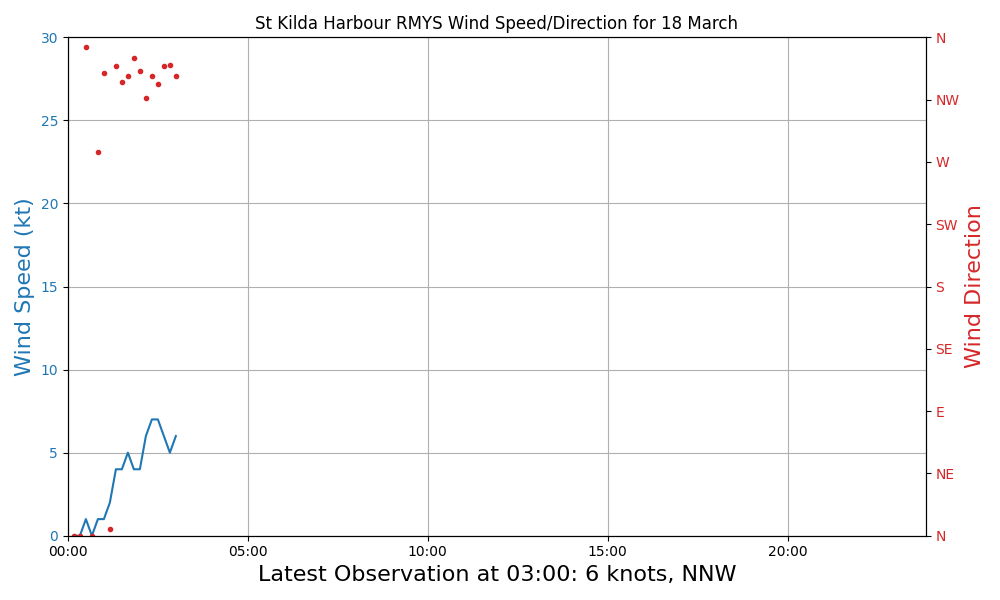 St Kilda Harbour RMYS Wind Speed/Direction for 18 March
30
25
20
15
10
5
0
Wind Speed (kt)
N
NW
W
SW
S
SE
E
NE
N
Wind Direction
00:00 05:00 10:00 15:00 20:00
Latest Observation at 03:00: 6 knots, NNW